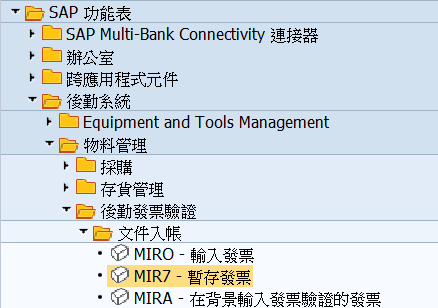 SAP 功能表
SAP Multi-Bank Connectivity 連接器
辦公室
跨應用程式元件
後勤系統
Equipment and Tools Management
物料管理
採購
存貨管理
後勤發票驗證
文件入帳
MIRO - 輸入發票
MIR7 - 暫存發票
MIRA - 在背景輸入發票驗證的發票